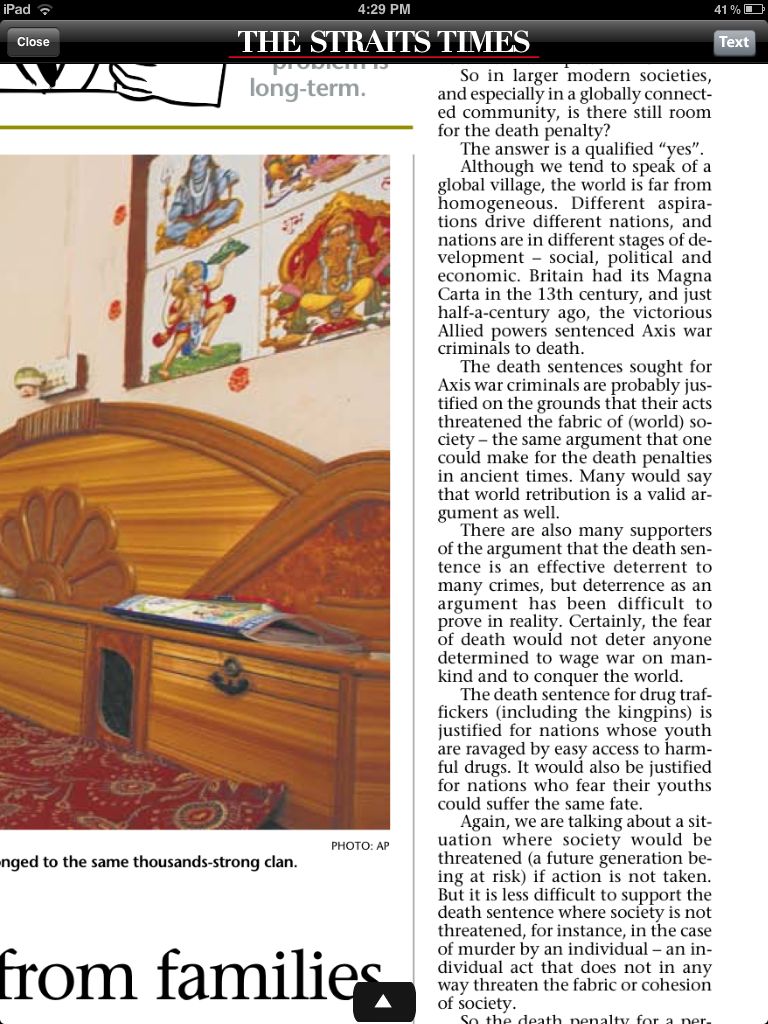 iPad
4:29 PM
41 %
Close
THE STRAITS TIMES
Text
problem is
long-term.
शुभ
PHOTO: AP
onged to the same thousands-strong clan.
from families
So in larger modern societies,
and especially in a globally connect-
ed community, is there still room
for the death penalty?
The answer is a qualified “yes”.
Although we tend to speak of a
global village, the world is far from
homogeneous. Different aspira-
tions drive different nations, and
nations are in different stages of de-
velopment – social, political and
economic. Britain had its Magna
Carta in the 13th century, and just
half-a-century ago, the victorious
Allied powers sentenced Axis war
criminals to death.
The death sentences sought for
Axis war criminals are probably jus-
tified on the grounds that their acts
threatened the fabric of (world) so-
ciety – the same argument that one
could make for the death penalties
in ancient times. Many would say
that world retribution is a valid ar-
gument as well.
There are also many supporters
of the argument that the death sen-
tence is an effective deterrent to
many crimes, but deterrence as an
argument has been difficult to
prove in reality. Certainly, the fear
of death would not deter anyone
determined to wage war on man-
kind and to conquer the world.
The death sentence for drug traf-
fickers (including the kingpins) is
justified for nations whose youth
are ravaged by easy access to harm-
ful drugs. It would also be justified
for nations who fear their youths
could suffer the same fate.
Again, we are talking about a sit-
uation where society would be
threatened (a future generation be-
ing at risk) if action is not taken.
But it is less difficult to support the
death sentence where society is not
threatened, for instance, in the case
of murder by an individual – an in-
dividual act that does not in any
way threaten the fabric or cohesion
of society.
So the death penalty for a per-